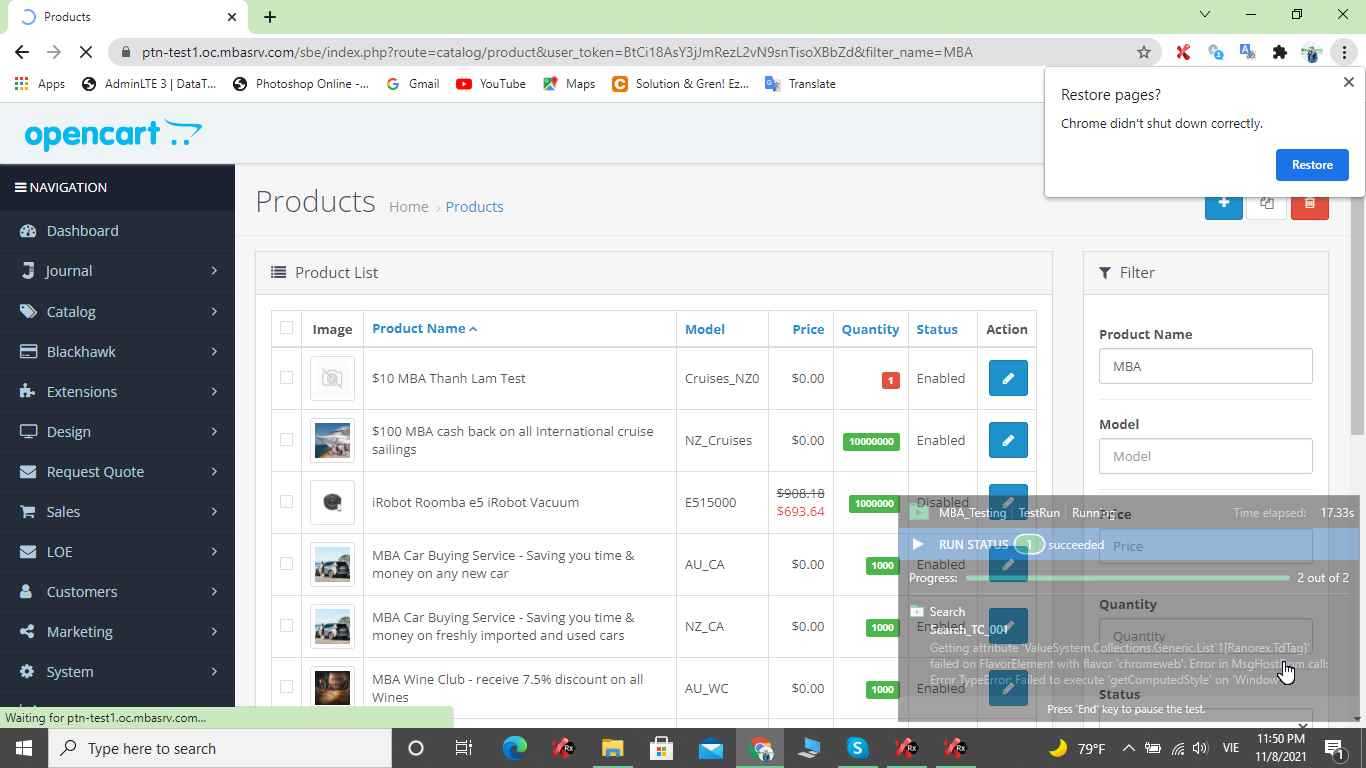 Products
ptn-test1.oc.mbasrv.com/sbe/index.php?route=catalog/product&user_token=BtCi18AsY3jJmRezL2vN9snTisoXBbZd&filter_name=MBA
Apps AdminLTE 3 | DataT... Photoshop Online -... Gmail YouTube Maps Solution & Gren! Ez... Translate
Restore pages?
Chrome didn't shut down correctly.
Restore
opencart
NAVIGATION
Dashboard
Journal
Catalog
Blackhawk
Extensions
Design
Request Quote
Sales
LOE
Customers
Marketing
System
Products Home › Products
Product List
Image Product Name Model Price Quantity Status Action
$10 MBA Thanh Lam Test Cruises_NZ0 $0.00 1 Enabled
$100 MBA cash back on all International cruise
sailings NZ_Cruises $0.00 10000000 Enabled
iRobot Roomba e5 iRobot Vacuum E515000 $908.18
$693.64 1000000 Disabled
MBA Car Buying Service - Saving you time &
money on any new car AU_CA $0.00 1000 Enabled
MBA Car Buying Service - Saving you time &
money on freshly imported and used cars NZ_CA $0.00 1000 Enabled
MBA Wine Club - receive 7.5% discount on all
Wines AU_WC $0.00 1000 Enabled
Filter
Product Name
MBA
Model
Model
Price
Price
Quantity
Quantity
Status
MBA_Testing | TestRun | Running Time elapsed: 17.33s
RUN STATUS 1 succeeded
Progress: 2 out of 2
Search
Search_TC_001
Getting attribute 'ValueSystem.Collections.Generic.List`1[Ranorex.TdTag]'
failed on FlavorElement with flavor 'chromeweb'. Error in call:
Error TypeError: Failed to execute 'getComputedStyle' on 'Window
Press 'End' key to pause the test.
Waiting for ptn-test1.oc.mbasrv.com...
Type here to search
79°F VIE
11:50 PM
11/8/2021
1